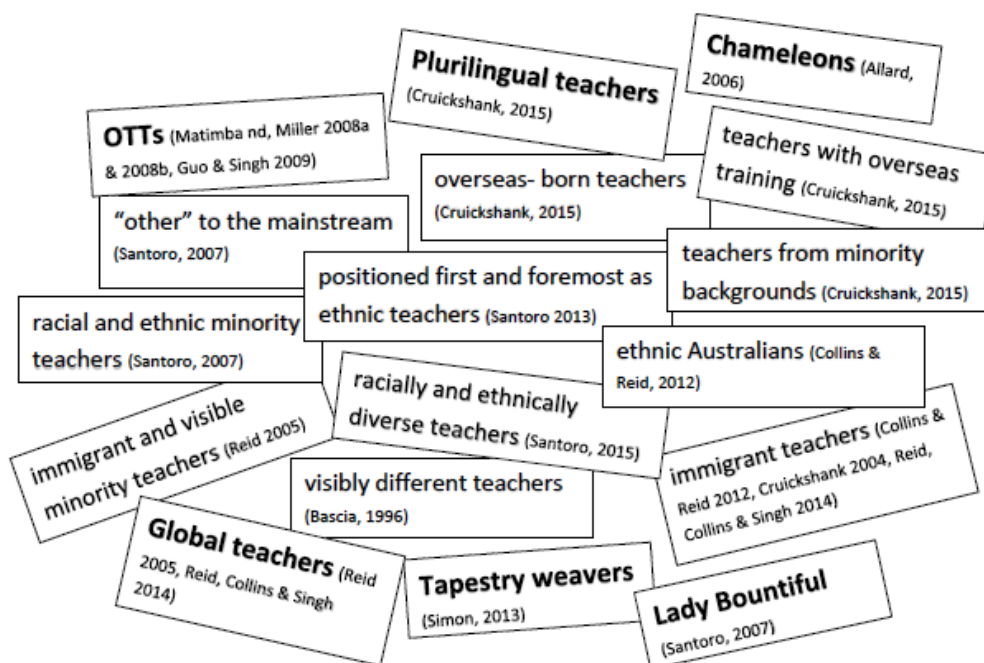 Plurilingual teachers
(Cruickshank, 2015)
Chameleons (Allard,
2006)
OTTs (Matimba nd, Miller 2008a
& 2008b, Guo & Singh 2009)
overseas- born teachers
(Cruickshank, 2015)
teachers with overseas
training (Cruickshank, 2015)
“other” to the mainstream
(Santoro, 2007)
positioned first and foremost as
ethnic teachers (Santoro 2013)
teachers from minority
backgrounds (Cruickshank, 2015)
racial and ethnic minority
teachers (Santoro, 2007)
ethnic Australians (Collins &
Reid, 2012)
racially and ethnically
diverse teachers (Santoro, 2015)
immigrant and visible
minority teachers (Reid 2005)
immigrant teachers (Collins &
Reid 2012, Cruickshank 2004, Reid,
Collins & Singh 2014)
visibly different teachers
(Bascia, 1996)
Global teachers (Reid
2005, Reid, Collins & Singh
2014)
Tapestry weavers
(Simon, 2013)
Lady Bountiful
(Santoro, 2007)